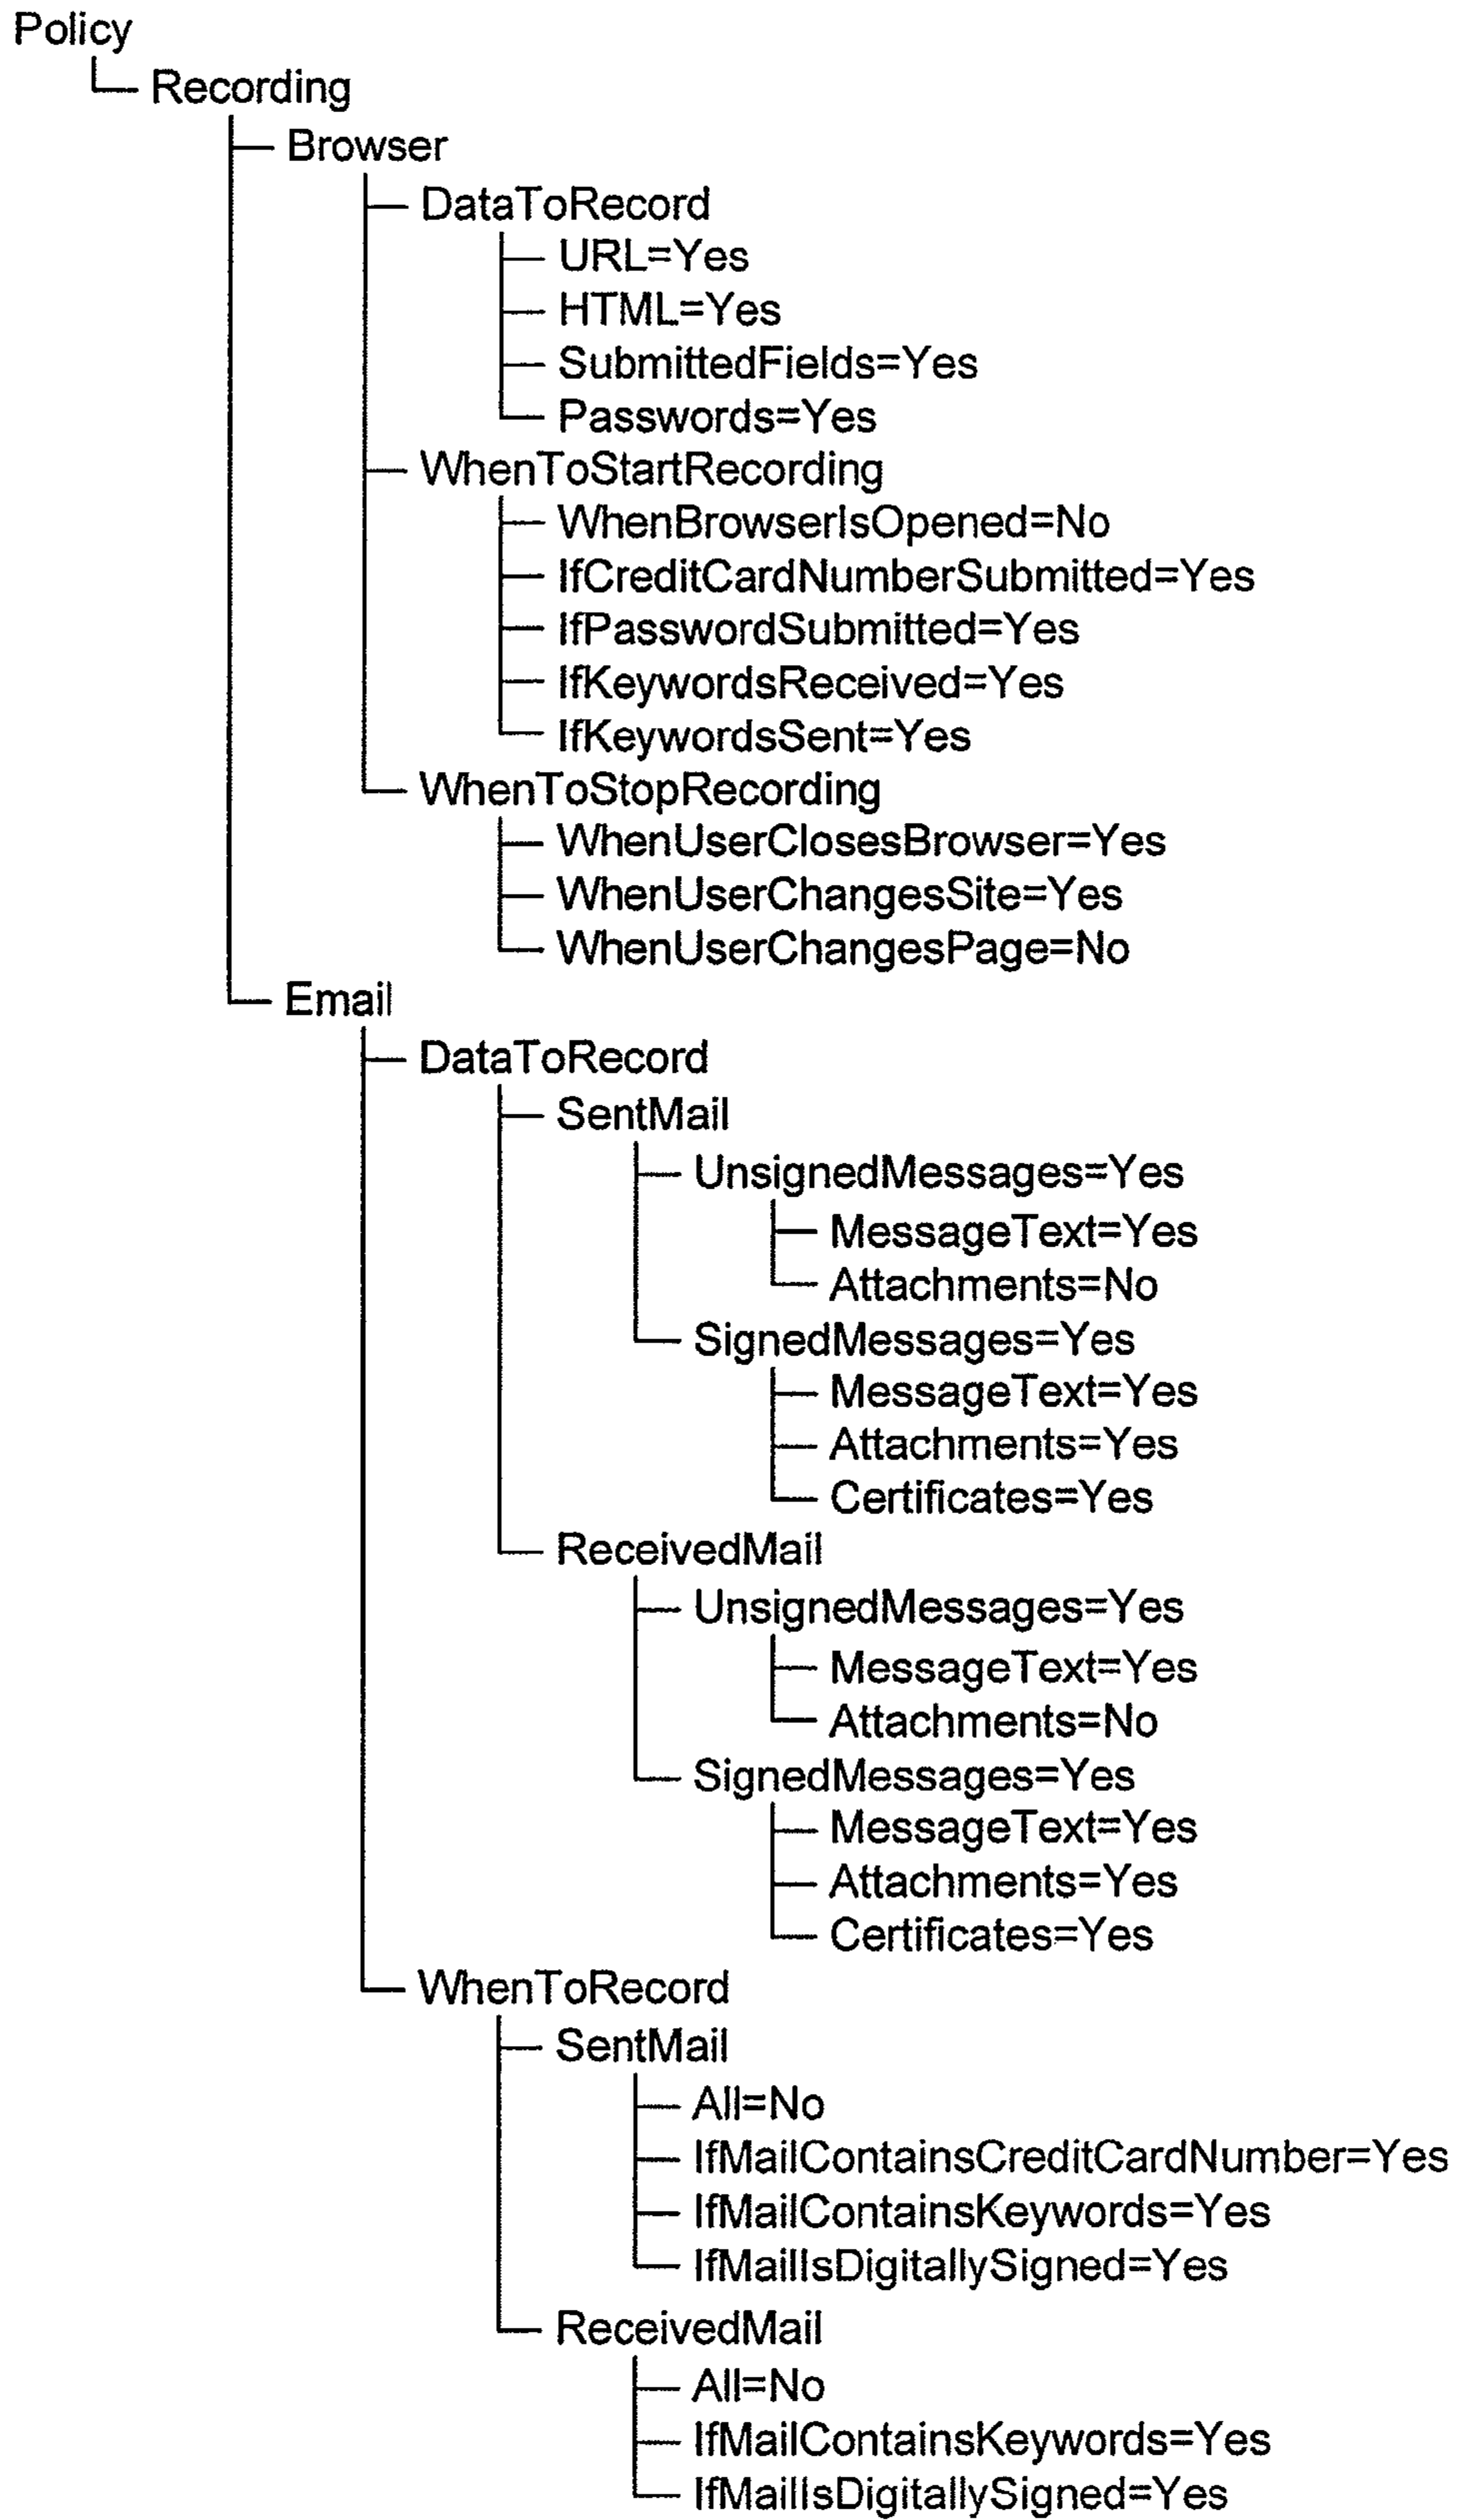 Policy
Recording
Browser
DataToRecord
URL=Yes
HTML=Yes
SubmittedFields=Yes
Passwords=Yes
WhenToStartRecording
WhenBrowserIsOpened=No
IfCreditCardNumberSubmitted=Yes
IfPasswordSubmitted=Yes
IfKeywordsReceived=Yes
IfKeywordsSent=Yes
WhenToStopRecording
WhenUserClosesBrowser=Yes
WhenUserChangesSite=Yes
WhenUserChangesPage=No
Email
DataToRecord
SentMail
UnsignedMessages=Yes
MessageText=Yes
Attachments=No
SignedMessages=Yes
MessageText=Yes
Attachments=Yes
Certificates=Yes
ReceivedMail
UnsignedMessages=Yes
MessageText=Yes
Attachments=No
SignedMessages=Yes
MessageText=Yes
Attachments=Yes
Certificates=Yes
WhenToRecord
SentMail
All=No
IfMailContainsCreditCardNumber=Yes
IfMailContainsKeywords=Yes
IfMailIsDigitallySigned=Yes
ReceivedMail
All=No
IfMailContainsKeywords=Yes
IfMailIsDigitallySigned=Yes